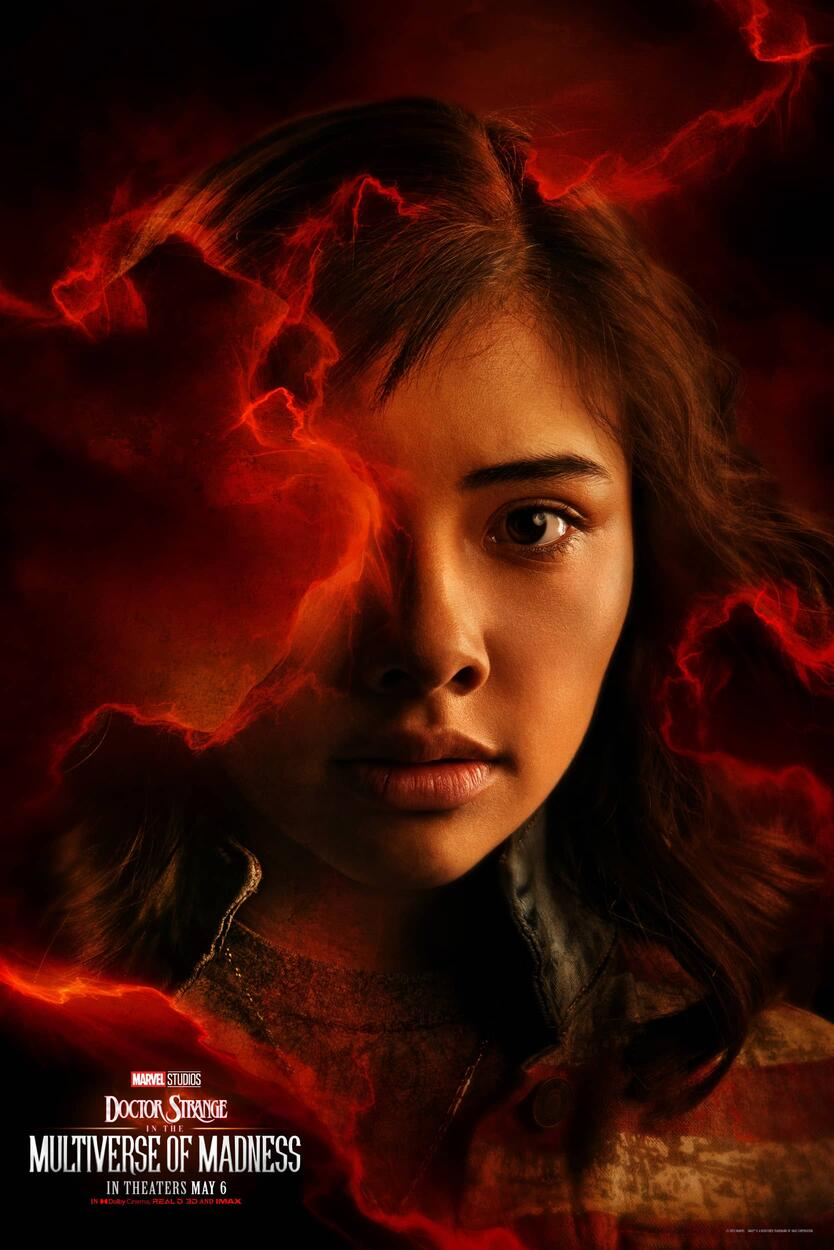 MARVEL STUDIOS
DOCTOR STRANGE
IN THE
MULTIVERSE OF MADNESS
IN THEATERS MAY 6
IN Dolby Cinema, REAL D 3D AND IMAX